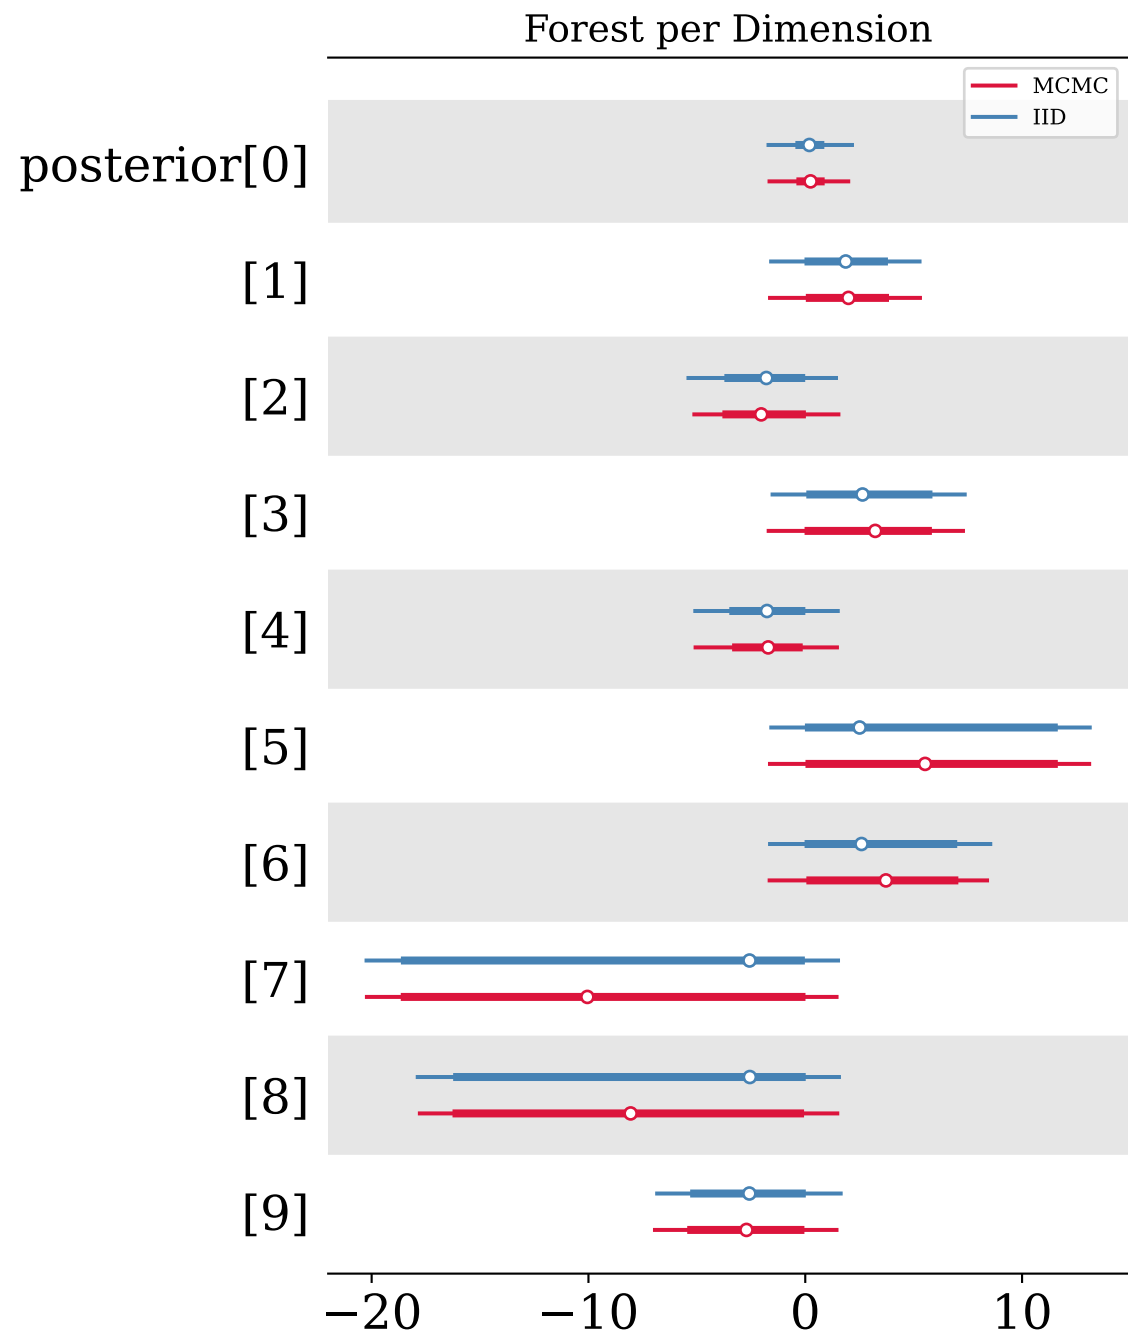 Forest per Dimension
MCMC
IID
posterior[0]
[1]
[2]
[3]
[4]
[5]
[6]
[7]
[8]
[9]
−20 −10 0 10